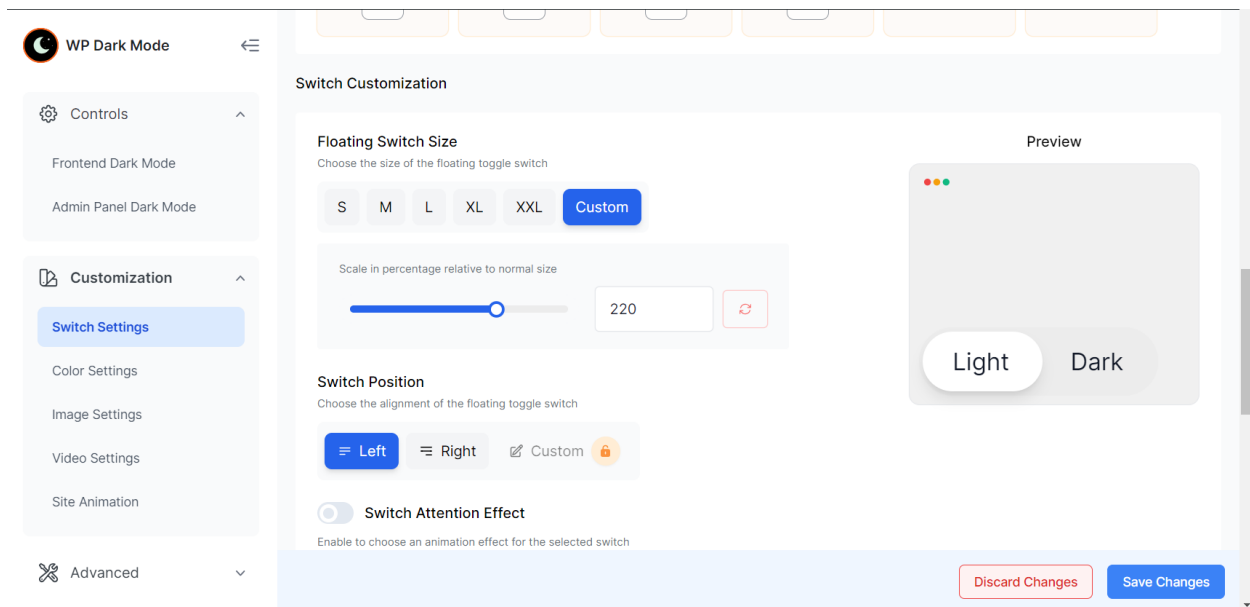 WP Dark Mode
Controls
Frontend Dark Mode
Admin Panel Dark Mode
Customization
Switch Settings
Color Settings
Image Settings
Video Settings
Site Animation
Advanced
Switch Customization
Floating Switch Size
Choose the size of the floating toggle switch
S M L XL XXL Custom
Scale in percentage relative to normal size
220
Switch Position
Choose the alignment of the floating toggle switch
Left Right Custom
Switch Attention Effect
Enable to choose an animation effect for the selected switch
Preview
Light Dark
Discard Changes Save Changes